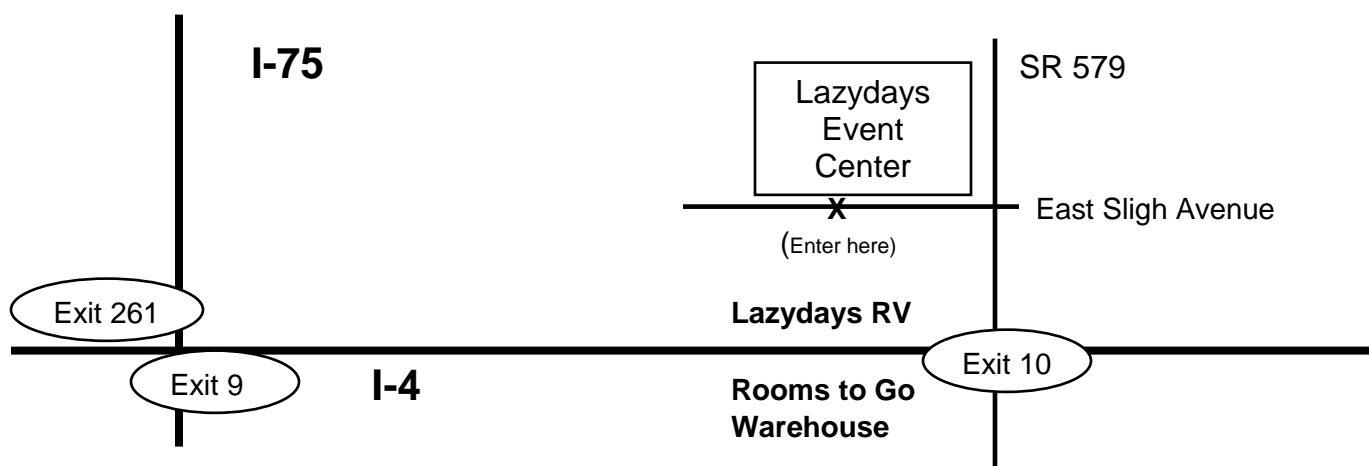 I-75
SR 579
Lazydays
Event
Center
X
East Sligh Avenue
(Enter here)
Exit 261
Lazydays RV
Exit 10
Exit 9
I-4
Rooms to Go
Warehouse